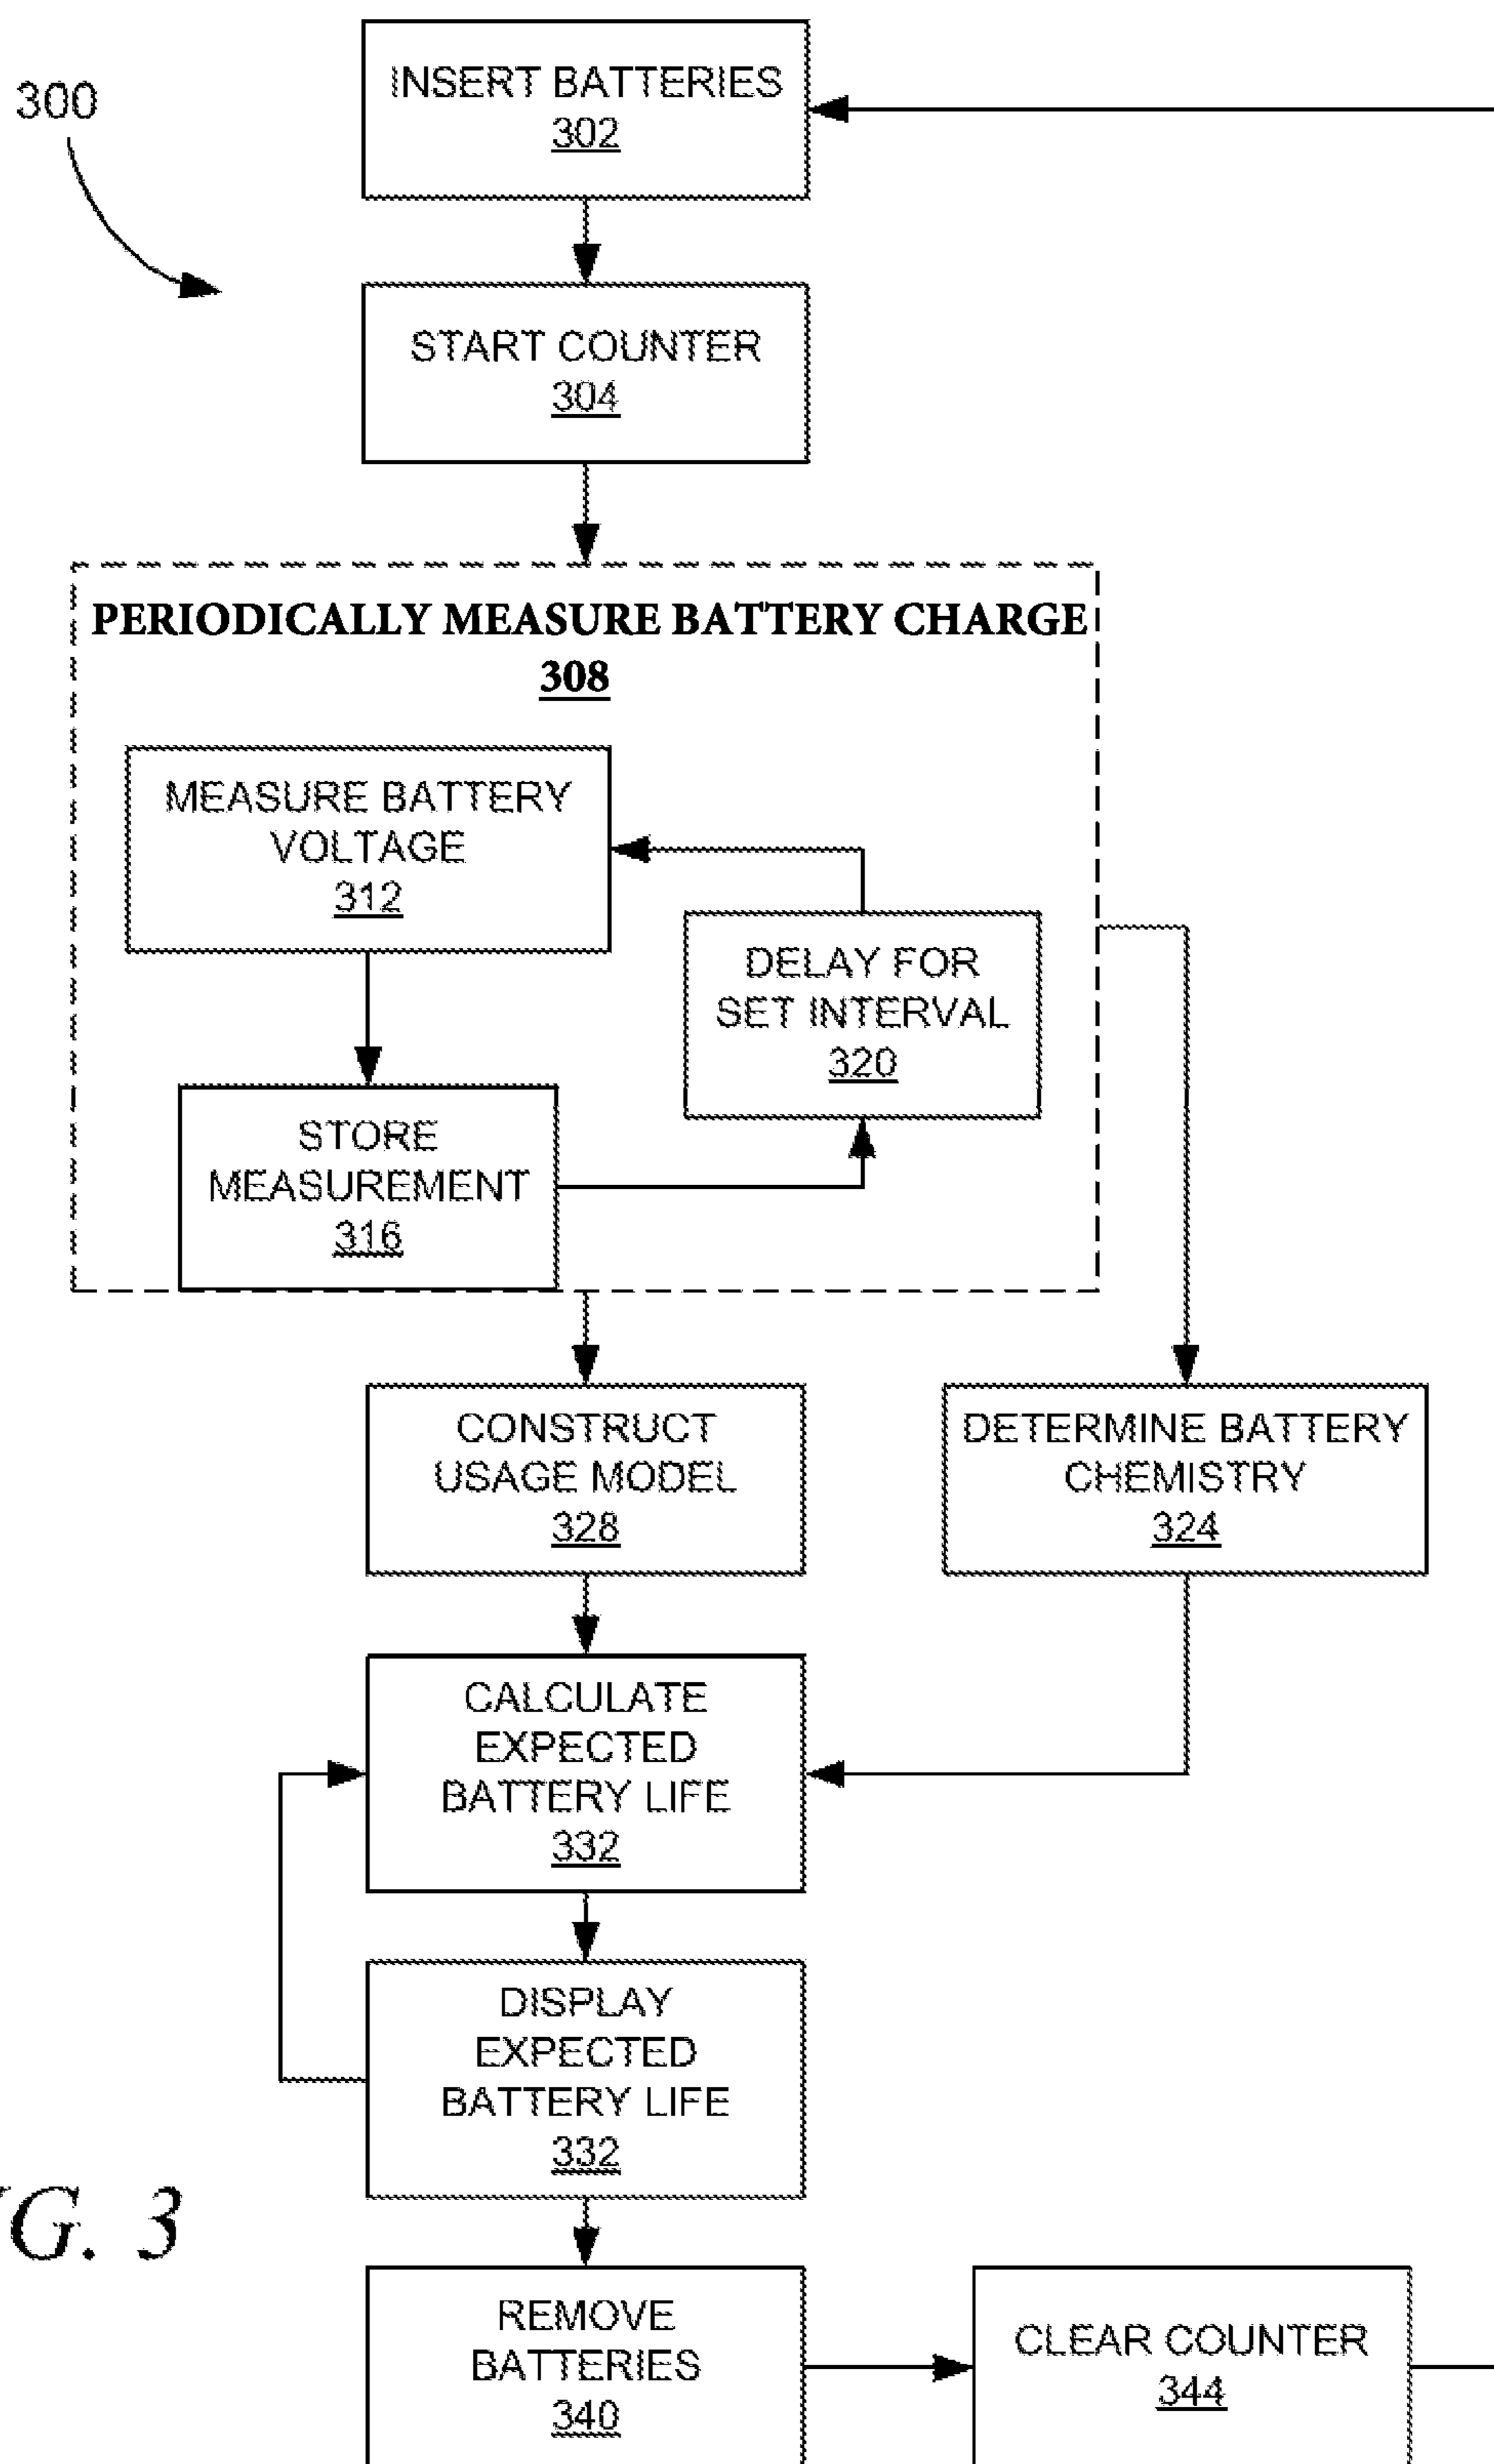 300
INSERT BATTERIES
302
START COUNTER
304
PERIODICALLY MEASURE BATTERY CHARGE
308
MEASURE BATTERY
VOLTAGE
312
DELAY FOR
SET INTERVAL
320
STORE
MEASUREMENT
316
CONSTRUCT
USAGE MODEL
328
DETERMINE BATTERY
CHEMISTRY
324
CALCULATE
EXPECTED
BATTERY LIFE
332
DISPLAY
EXPECTED
BATTERY LIFE
332
G. 3
REMOVE
BATTERIES
340
CLEAR COUNTER
344